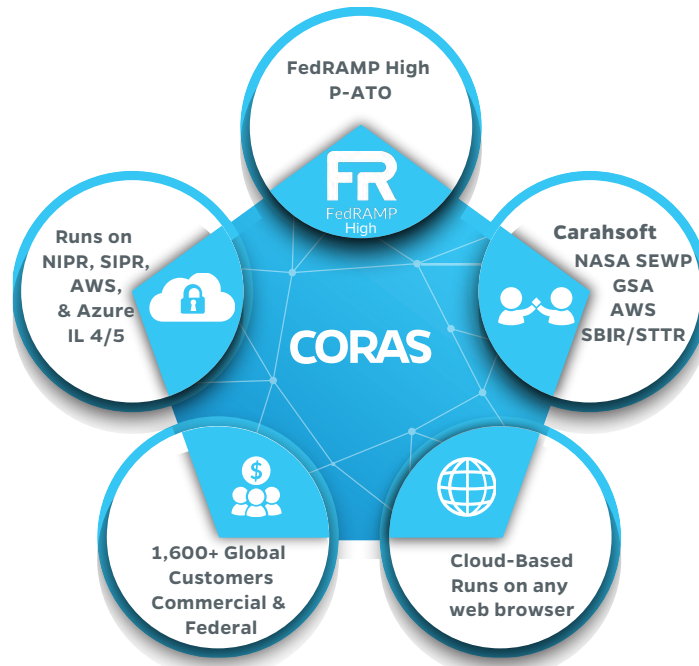 FedRAMP High
P-ATO
FR
FedRAMP
High
Runs on
NIPR, SIPR,
AWS,
& Azure
IL 4/5
Carahsoft
NASA SEWP
GSA
AWS
SBIR/STTR
CORAS
$
1,600+ Global
Customers
Commercial &
Federal
Cloud-Based
Runs on any
web browser